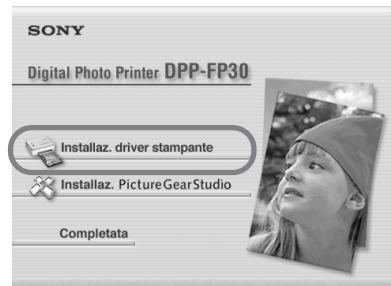 SONY
Digital Photo Printer DPP-FP30
Installaz. driver stampante
Installaz. PictureGearStudio
Completata